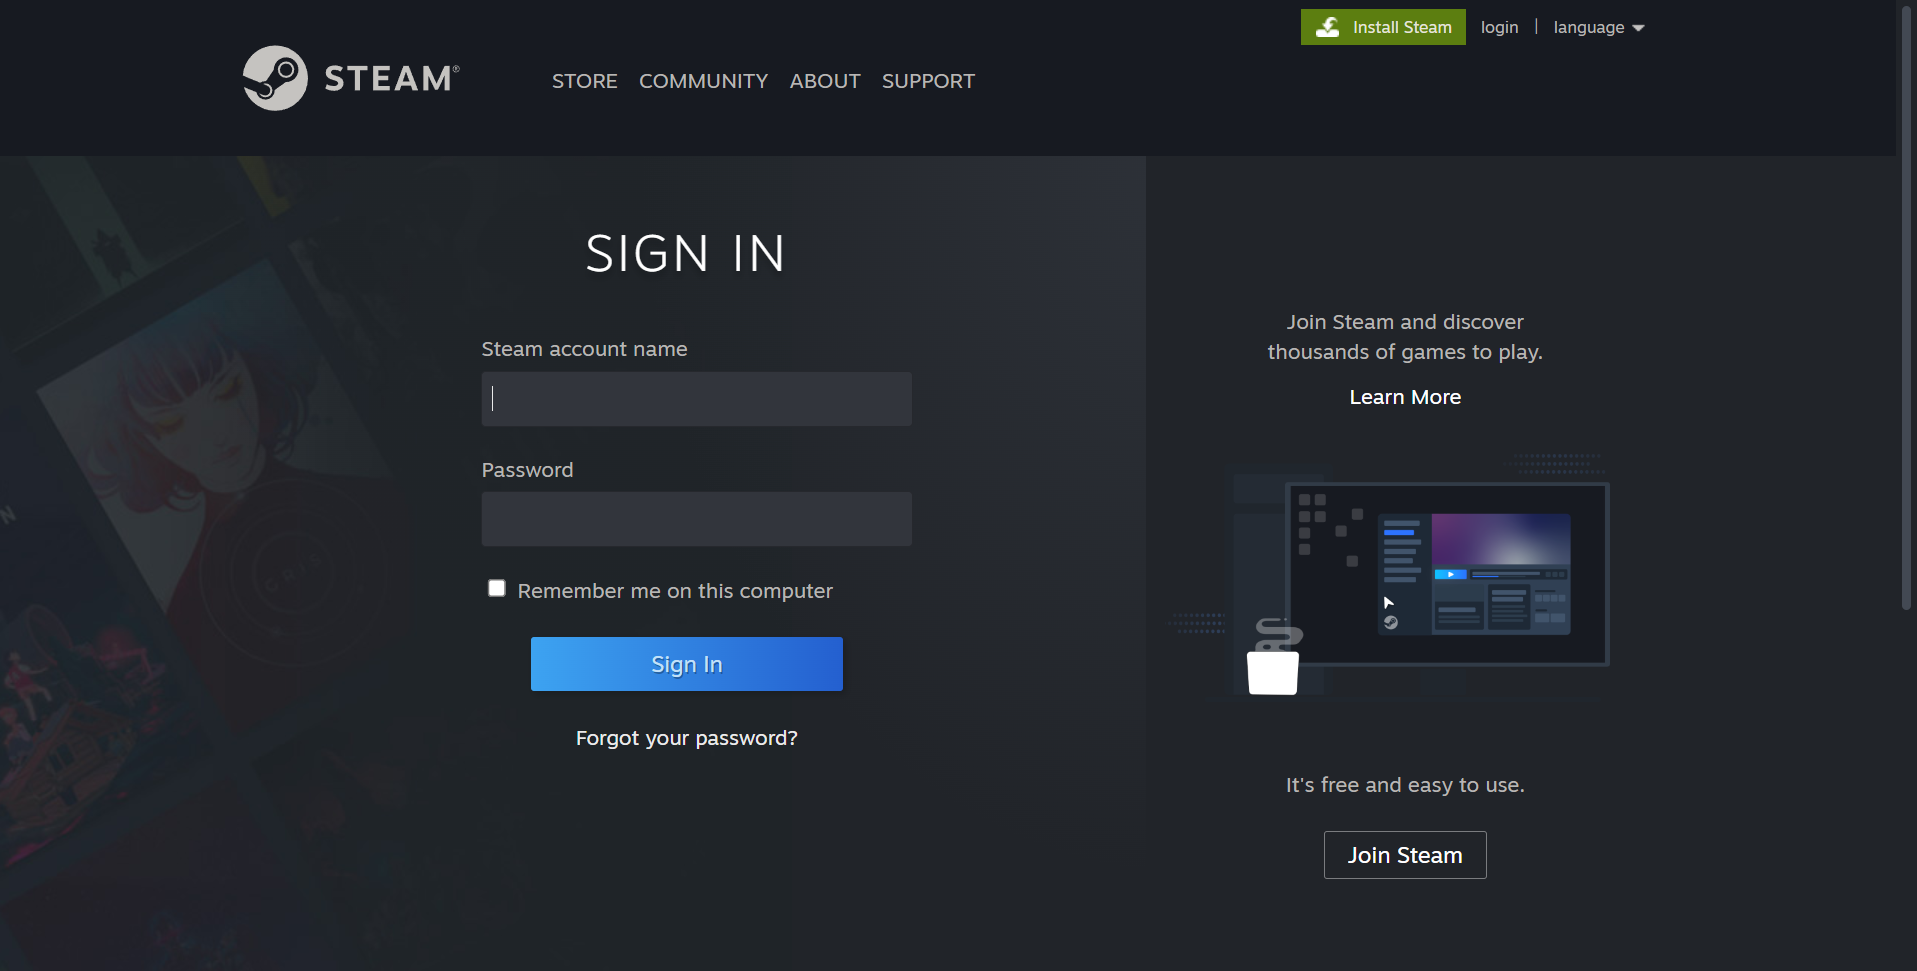 Install Steam
login | language
STEAM®
STORE COMMUNITY ABOUT SUPPORT
SIGN IN
Steam account name
Password
Remember me on this computer
Sign In
Forgot your password?
Join Steam and discover
thousands of games to play.
Learn More
It's free and easy to use.
Join Steam
GRIS
N